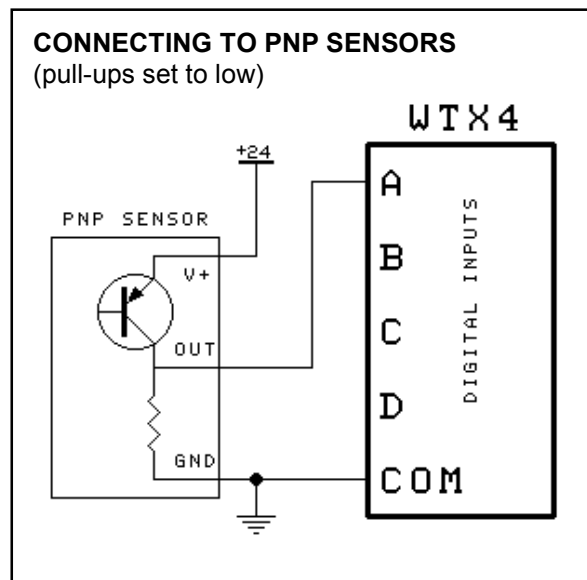 CONNECTING TO PNP SENSORS
(pull-ups set to low)
WTX4
+24
PNP SENSOR
V+
OUT
GND
A
B
C
D
COM
DIGITAL INPUTS